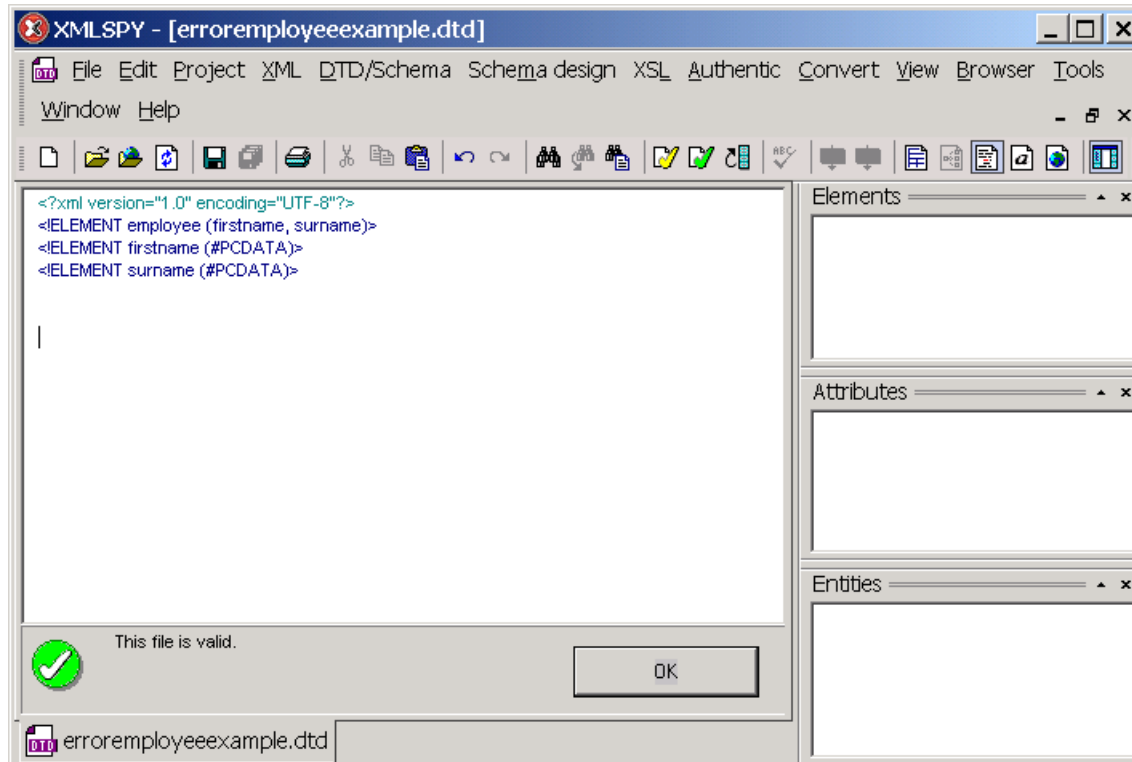 XMLSPY - [erroremployeeexample.dtd]
File Edit Project XML DTD/Schema Schema design XSL Authentic Convert View Browser Tools
Window Help
<?xml version="1.0" encoding="UTF-8"?>
<!ELEMENT employee (firstname, surname)>
<!ELEMENT firstname (#PCDATA)>
<!ELEMENT surname (#PCDATA)>
Elements
Attributes
Entities
This file is valid.
OK
erroremployeeexample.dtd